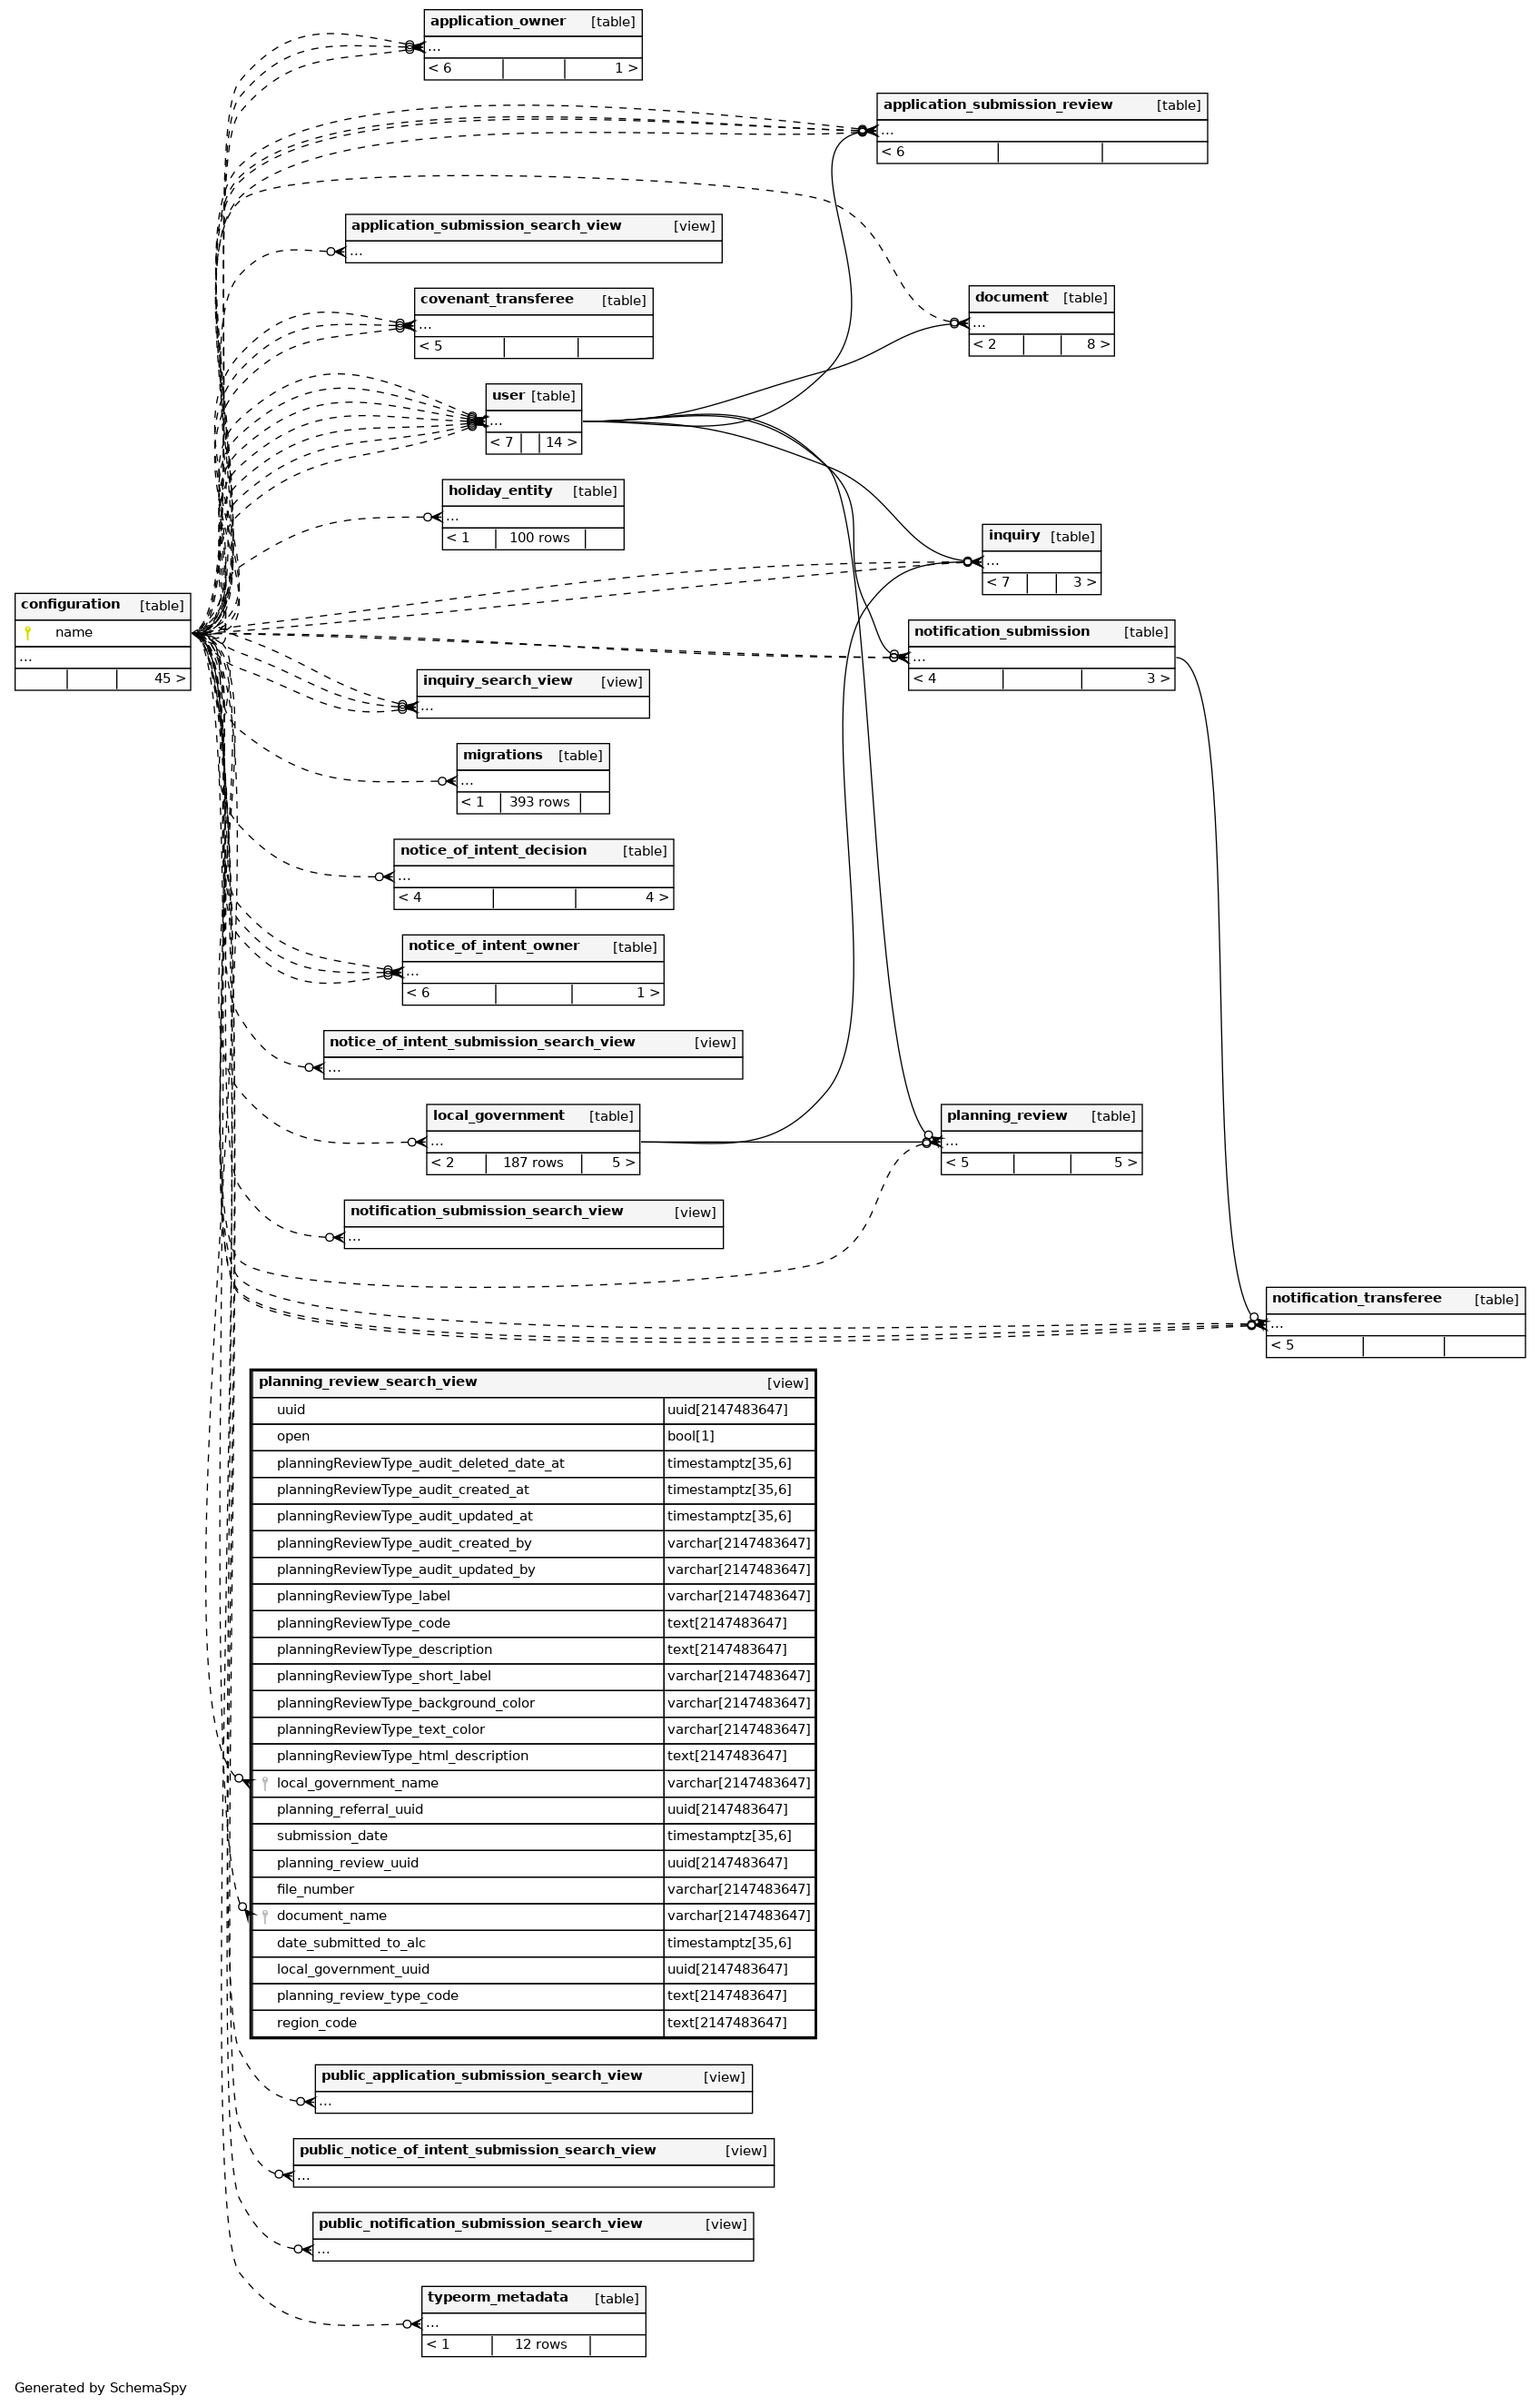 application_owner [table]
...
< 6 1 >
application_submission_review [table]
...
< 6
application_submission_search_view [view]
...
covenant_transferee [table]
...
< 5
document [table]
...
< 2 8 >
user [table]
...
< 7 14 >
holiday_entity [table]
...
< 1 100 rows
inquiry [table]
...
< 7 3 >
configuration [table]
name
...
45 >
notification_submission [table]
...
< 4 3 >
inquiry_search_view [view]
...
migrations [table]
...
< 1 393 rows
notice_of_intent_decision [table]
...
< 4 4 >
notice_of_intent_owner [table]
...
< 6 1 >
notice_of_intent_submission_search_view [view]
...
local_government [table]
...
< 2 187 rows 5 >
planning_review [table]
...
< 5 5 >
notification_submission_search_view [view]
...
notification_transferee [table]
...
< 5
planning_review_search_view [view]
uuid uuid[2147483647]
open bool[1]
planningReviewType_audit_deleted_date_at timestamptz[35,6]
planningReviewType_audit_created_at timestamptz[35,6]
planningReviewType_audit_updated_at timestamptz[35,6]
planningReviewType_audit_created_by varchar[2147483647]
planningReviewType_audit_updated_by varchar[2147483647]
planningReviewType_label varchar[2147483647]
planningReviewType_code text[2147483647]
planningReviewType_description text[2147483647]
planningReviewType_short_label varchar[2147483647]
planningReviewType_background_color varchar[2147483647]
planningReviewType_text_color varchar[2147483647]
planningReviewType_html_description text[2147483647]
local_government_name varchar[2147483647]
planning_referral_uuid uuid[2147483647]
submission_date timestamptz[35,6]
planning_review_uuid uuid[2147483647]
file_number varchar[2147483647]
document_name varchar[2147483647]
date_submitted_to_alc timestamptz[35,6]
local_government_uuid uuid[2147483647]
planning_review_type_code text[2147483647]
region_code text[2147483647]
public_application_submission_search_view [view]
...
public_notice_of_intent_submission_search_view [view]
...
public_notification_submission_search_view [view]
...
typeorm_metadata [table]
...
< 1 12 rows
Generated by SchemaSpy